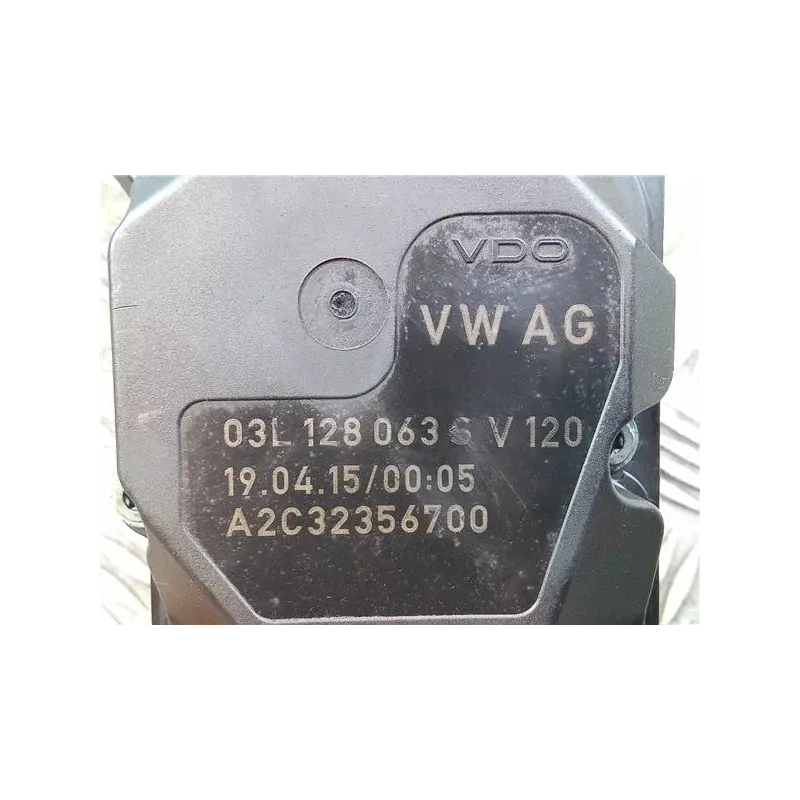 VDO
VW AG
03L 128 063 V 120
19.04.15/00:05
A2C32356700